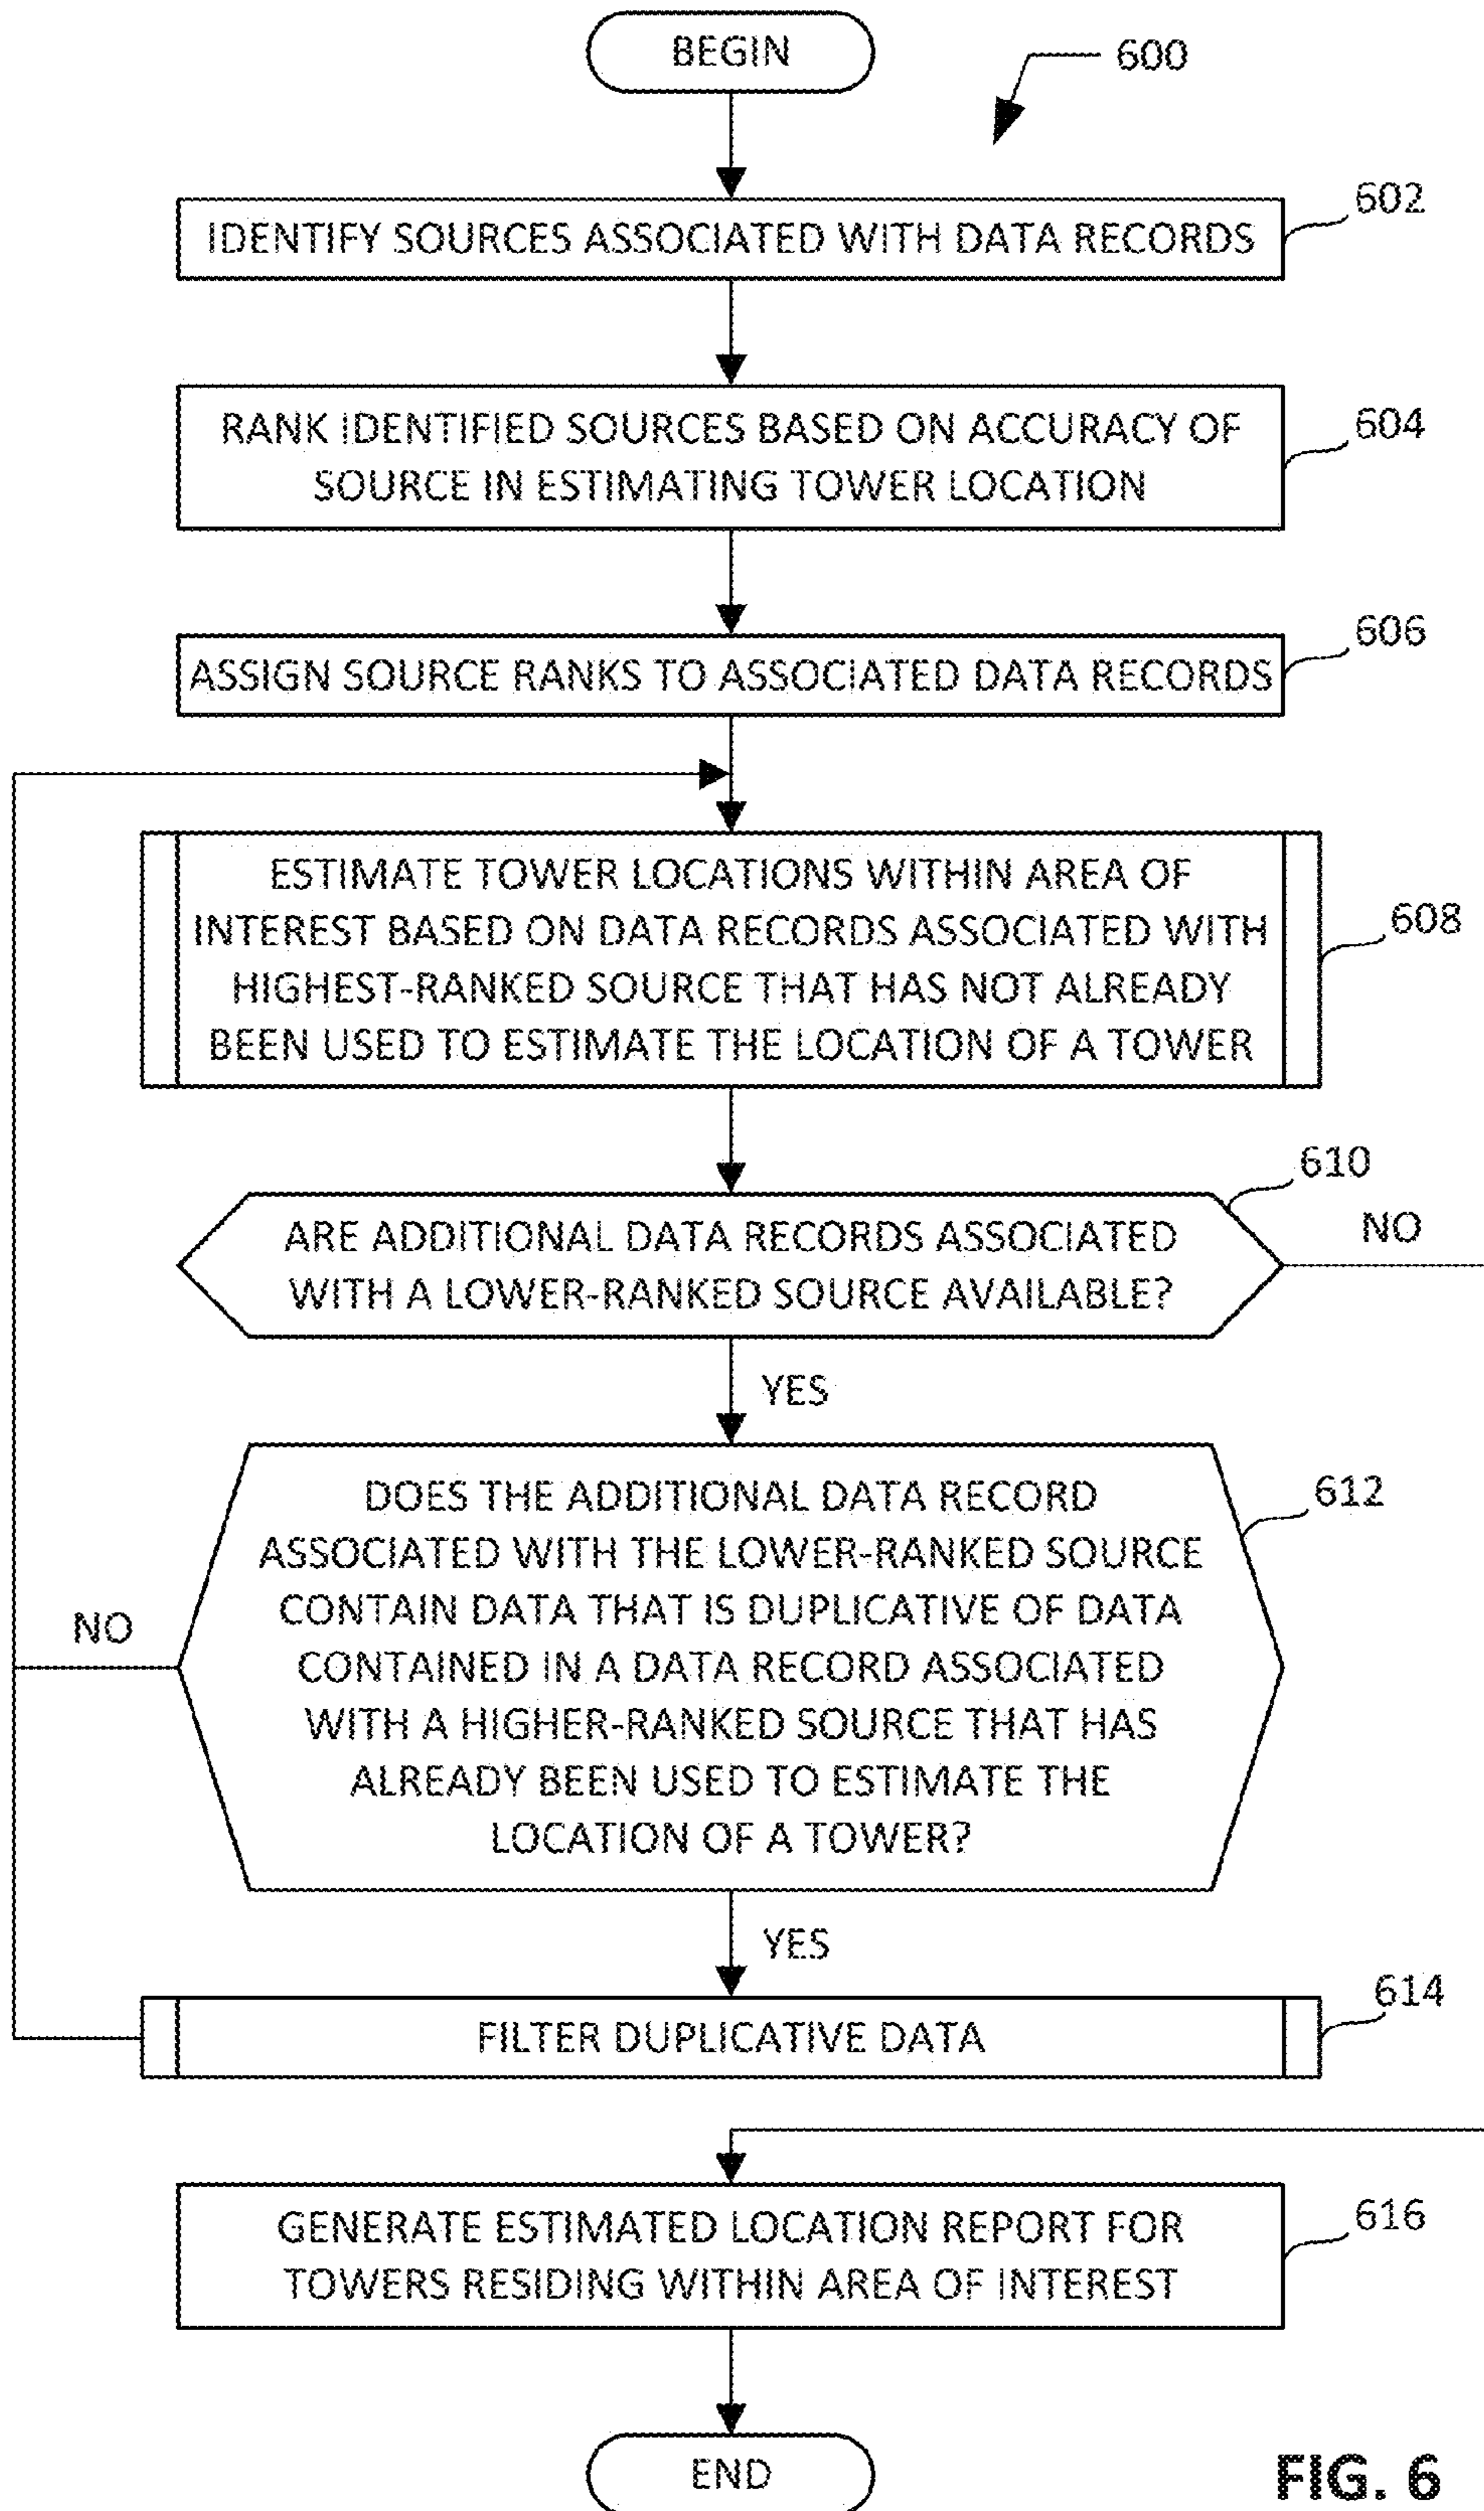 BEGIN
600
602
IDENTIFY SOURCES ASSOCIATED WITH DATA RECORDS
604
RANK IDENTIFIED SOURCES BASED ON ACCURACY OF
SOURCE IN ESTIMATING TOWER LOCATION
606
ASSIGN SOURCE RANKS TO ASSOCIATED DATA RECORDS
ESTIMATE TOWER LOCATIONS WITHIN AREA OF
INTEREST BASED ON DATA RECORDS ASSOCIATED WITH
HIGHEST-RANKED SOURCE THAT HAS NOT ALREADY
BEEN USED TO ESTIMATE THE LOCATION OF A TOWER
608
610
ARE ADDITIONAL DATA RECORDS ASSOCIATED
WITH A LOWER-RANKED SOURCE AVAILABLE?
NO
YES
612
DOES THE ADDITIONAL DATA RECORD
ASSOCIATED WITH THE LOWER-RANKED SOURCE
CONTAIN DATA THAT IS DUPLICATIVE OF DATA
CONTAINED IN A DATA RECORD ASSOCIATED
WITH A HIGHER-RANKED SOURCE THAT HAS
ALREADY BEEN USED TO ESTIMATE THE
LOCATION OF A TOWER?
NO
YES
614
FILTER DUPLICATIVE DATA
616
GENERATE ESTIMATED LOCATION REPORT FOR
TOWERS RESIDING WITHIN AREA OF INTEREST
END
FIG. 6